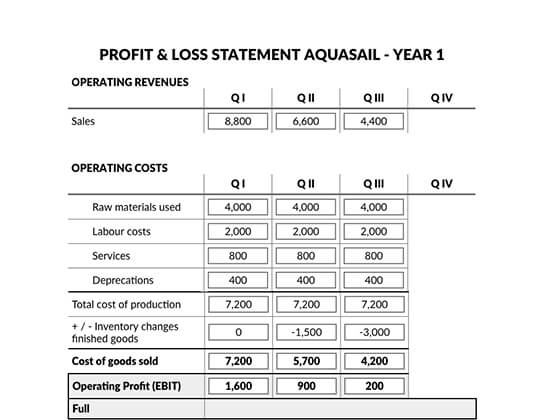 PROFIT & LOSS STATEMENT AQUASAIL - YEAR 1
OPERATING REVENUES
Q I Q II Q III Q IV
Sales 8,800 6,600 4,400
OPERATING COSTS
Q I Q II Q III Q IV
Raw materials used 4,000 4,000 4,000
Labour costs 2,000 2,000 2,000
Services 800 800 800
Deprecations 400 400 400
Total cost of production 7,200 7,200 7,200
+ / - Inventory changes
finished goods 0 -1,500 -3,000
Cost of goods sold 7,200 5,700 4,200
Operating Profit (EBIT) 1,600 900 200
Full